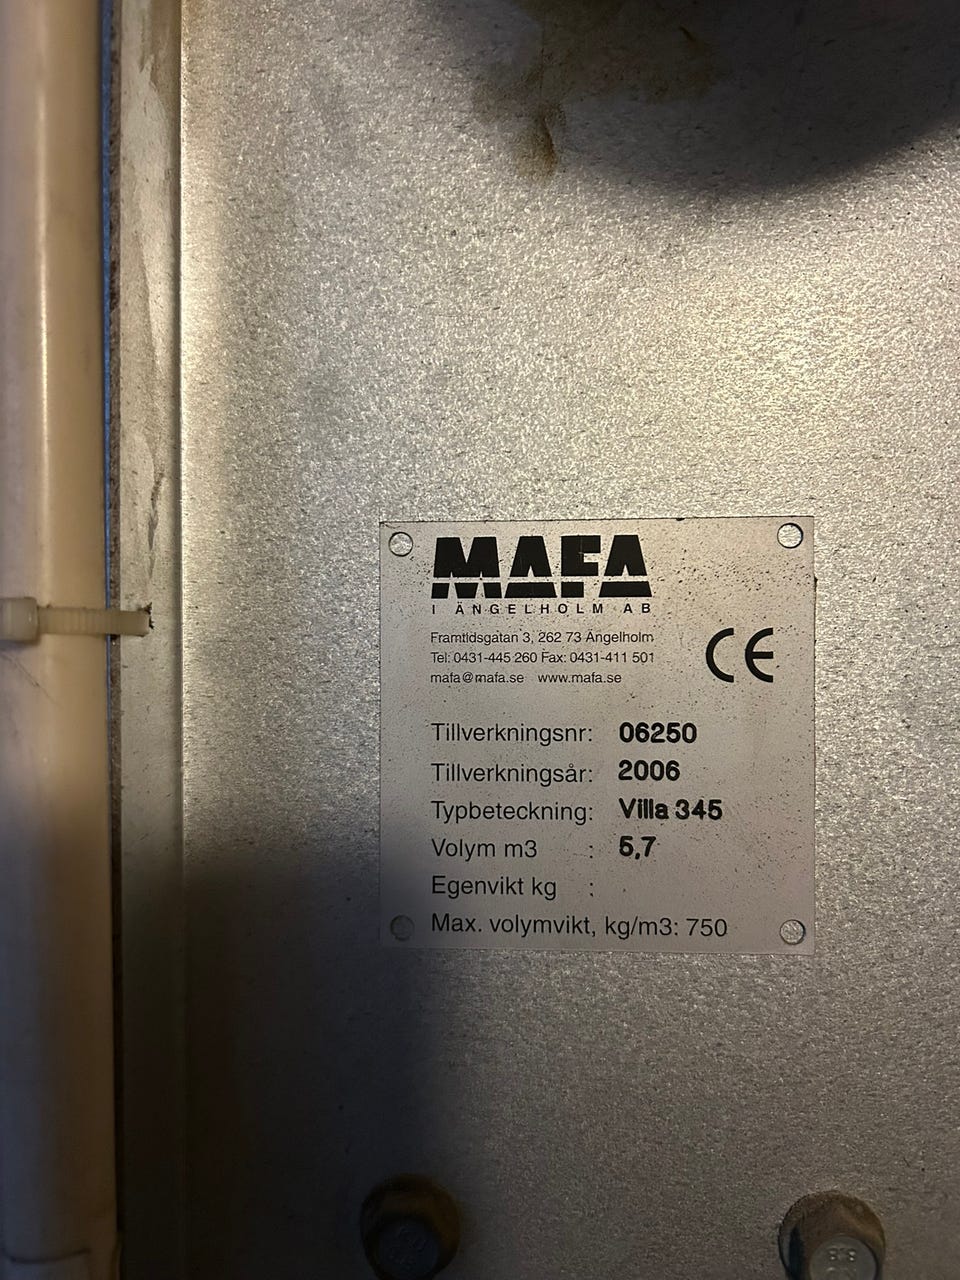 MAFA
I ÄNGELHOLM AB
Framtidsgatan 3, 262 73 Ängelholm
Tel: 0431-445 260 Fax: 0431-411 501
mafa@mafa.se www.mafa.se
CE
Tillverkningsnr: 06250
Tillverkningsår: 2006
Typbeteckning: Villa 345
Volym m3 : 5,7
Egenvikt kg :
Max. volymvikt, kg/m3: 750
8.8